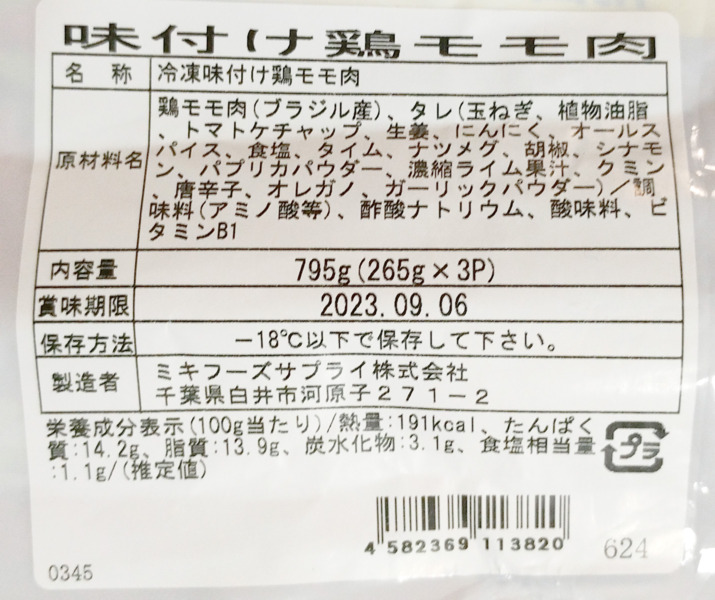 味付け鶏モモ肉
名 称 冷凍味付け鶏モモ肉
原材料名 鶏モモ肉(ブラジル産)、タレ(玉ねぎ、植物油脂
、トマトケチャップ、生姜、にんにく、オールス
パイス、食塩、タイム、ナツメグ、胡椒、シナモ
ン、パプリカパウダー、濃縮ライム果汁、クミン
、唐辛子、オレガノ、ガーリックパウダー)/調
味料(アミノ酸等)、酢酸ナトリウム、酸味料、ビ
タミンB1
内容量 795g(265g×3P)
賞味期限 2023.09.06
保存方法 -18℃以下で保存して下さい。
製造者 ミキフーズサプライ株式会社
千葉県白井市河原子271-2
栄養成分表示(100g当たり)/熱量:191kcal、たんぱく
質:14.2g、脂質:13.9g、炭水化物:3.1g、食塩相当量
:1.1g/(推定値)
プラ
4 582369 113820
624
0345